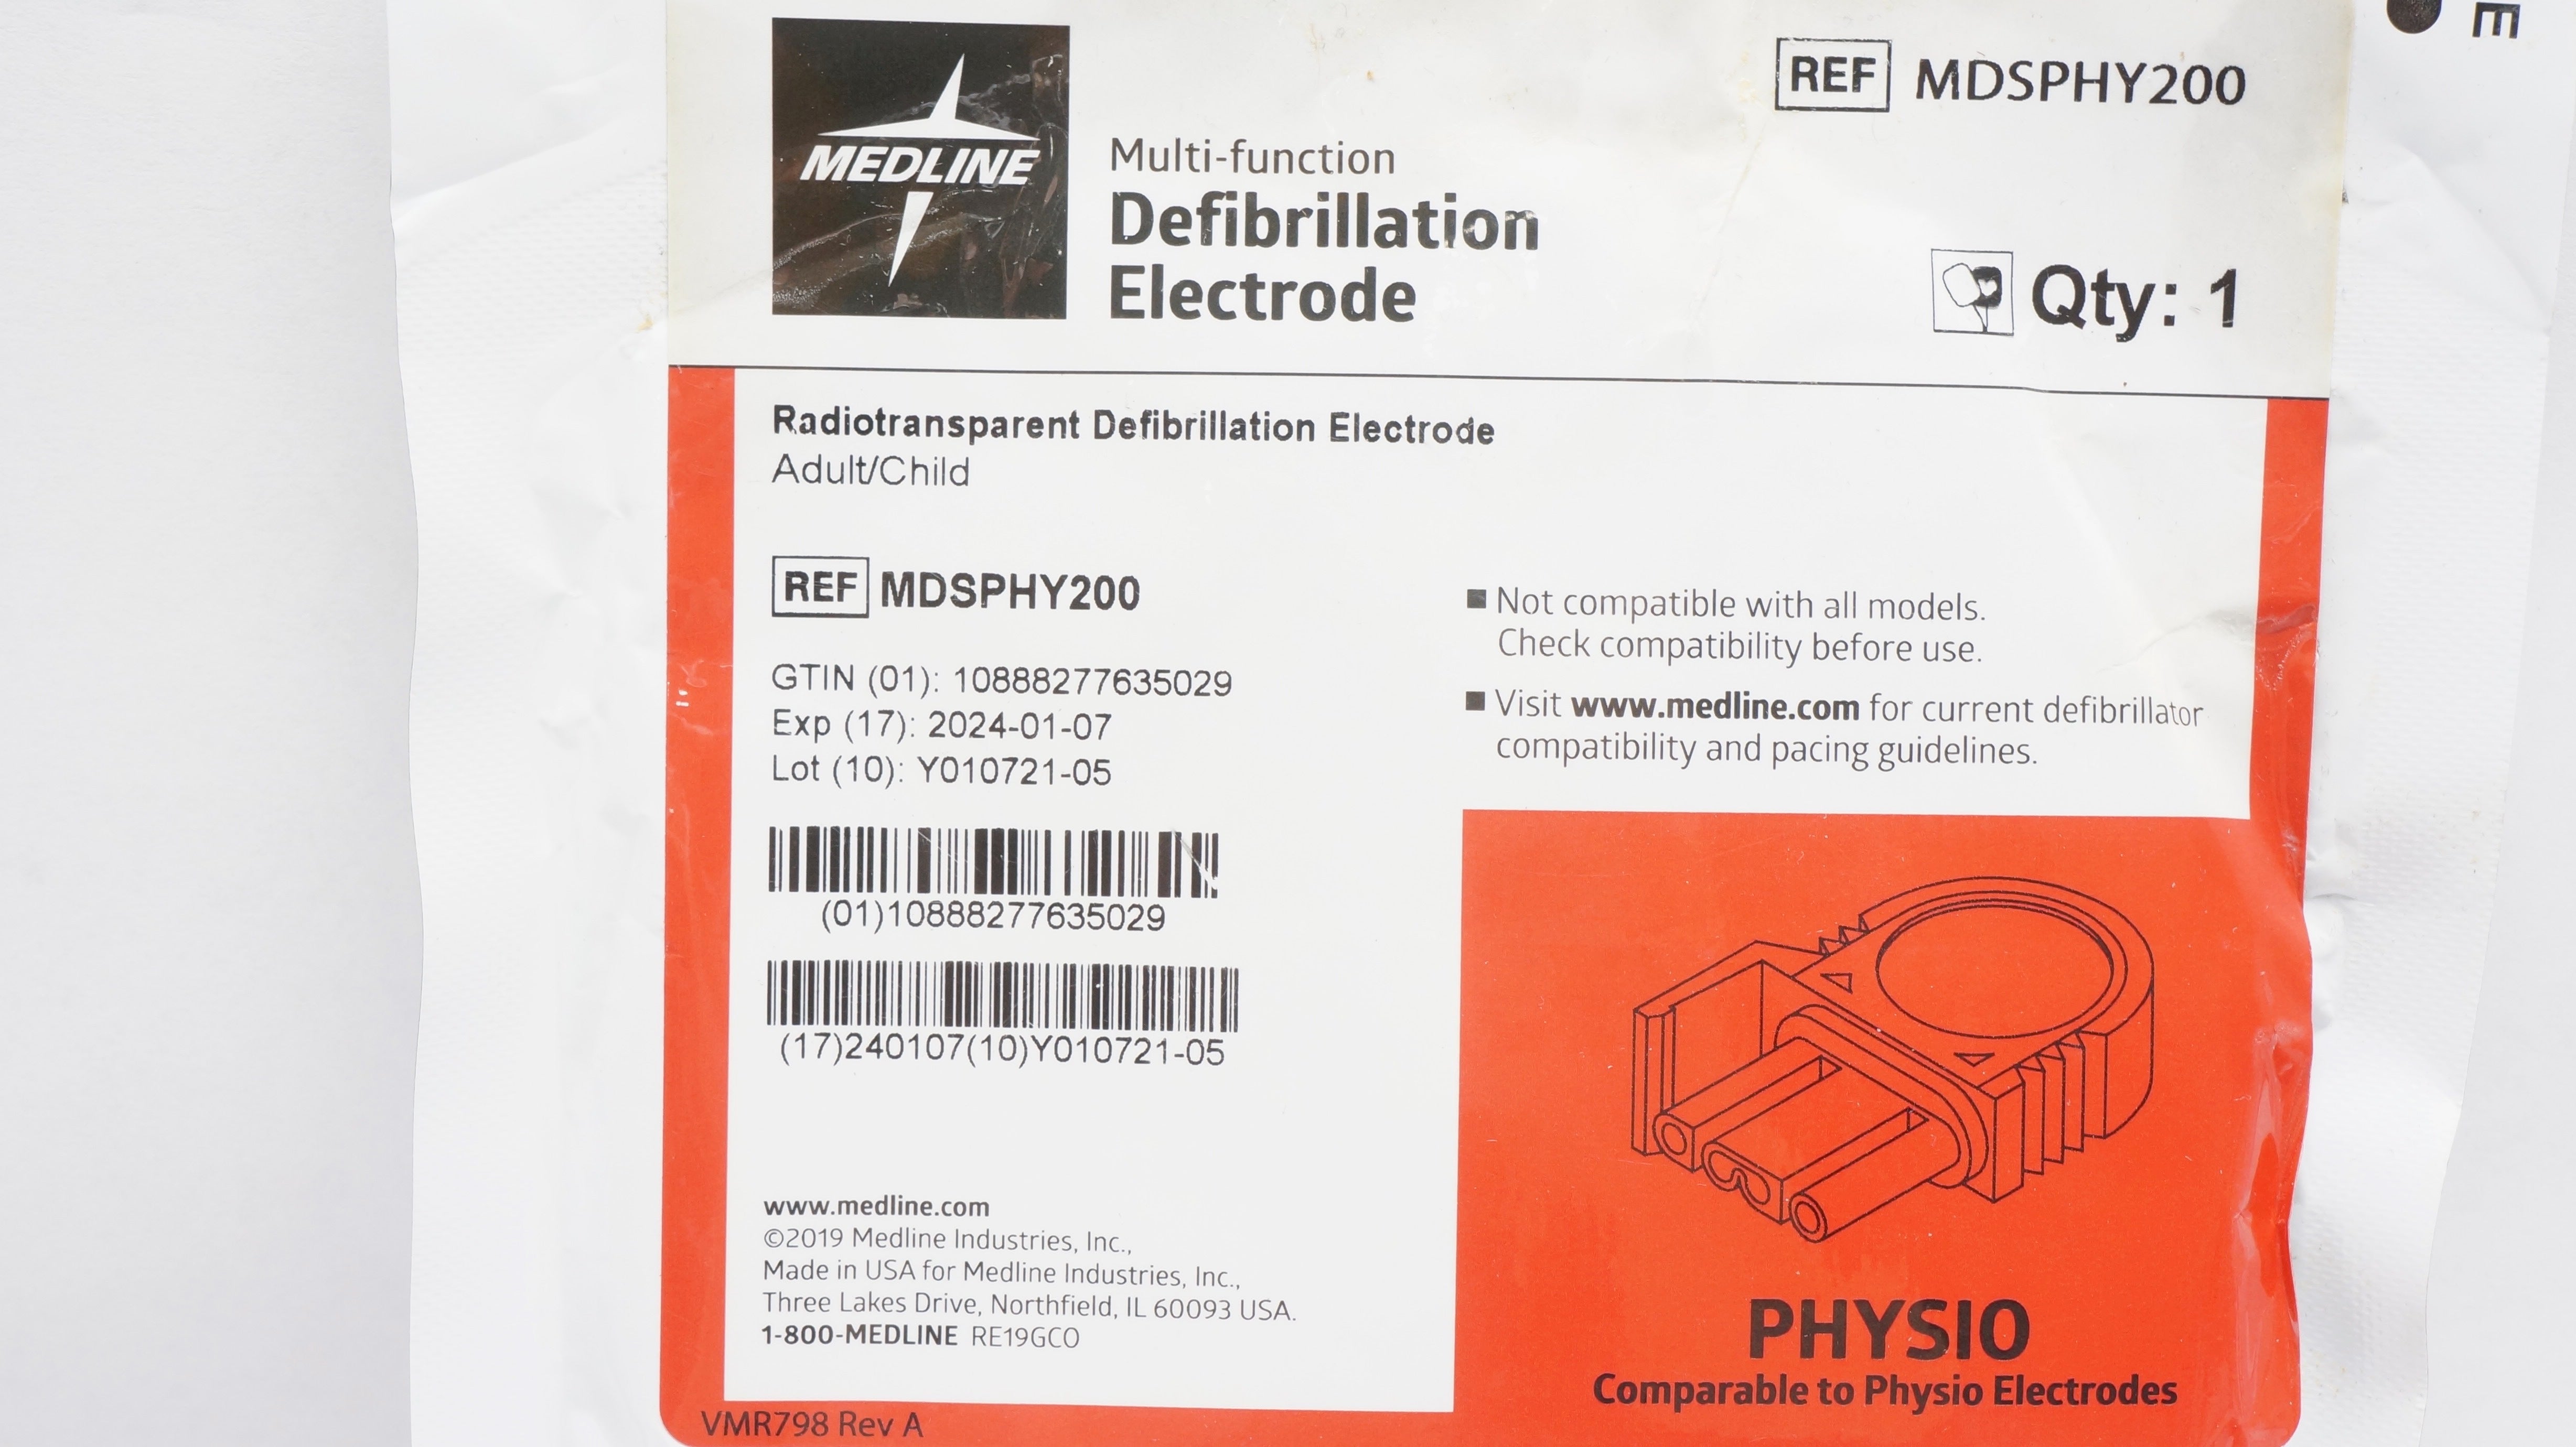 E
MEDLINE
Multi-function
Defibrillation
Electrode
REF MDSPHY200
Qty: 1
Radiotransparent Defibrillation Electrode
Adult/Child
REF MDSPHY200
GTIN (01): 10888277635029
Exp (17): 2024-01-07
Lot (10): Y010721-05
(01)10888277635029
(17)240107(10)Y010721-05
■ Not compatible with all models.
Check compatibility before use.
■ Visit www.medline.com for current defibrillator
compatibility and pacing guidelines.
www.medline.com
©2019 Medline Industries, Inc.,
Made in USA for Medline Industries, Inc.,
Three Lakes Drive, Northfield, IL 60093 USA.
1-800-MEDLINE RE19GCO
PHYSIO
Comparable to Physio Electrodes
VMR798 Rev A